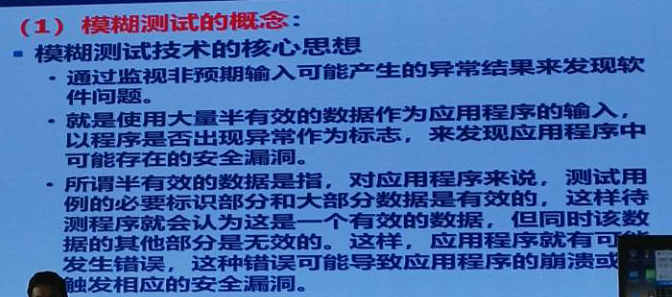 （1）模糊测试的概念：
▪ 模糊测试技术的核心思想
• 通过监视非预期输入可能产生的异常结果来发现软
件问题。
• 就是使用大量半有效的数据作为应用程序的输入，
以程序是否出现异常作为标志，来发现应用程序中
可能存在的安全漏洞。
• 所谓半有效的数据是指，对应用程序来说，测试用
例的必要标识部分和大部分数据是有效的，这样待
测程序就会认为这是一个有效的数据，但同时该数
据的其他部分是无效的。这样，应用程序就有可能
发生错误，这种错误可能导致应用程序的崩溃或
触发相应的安全漏洞。